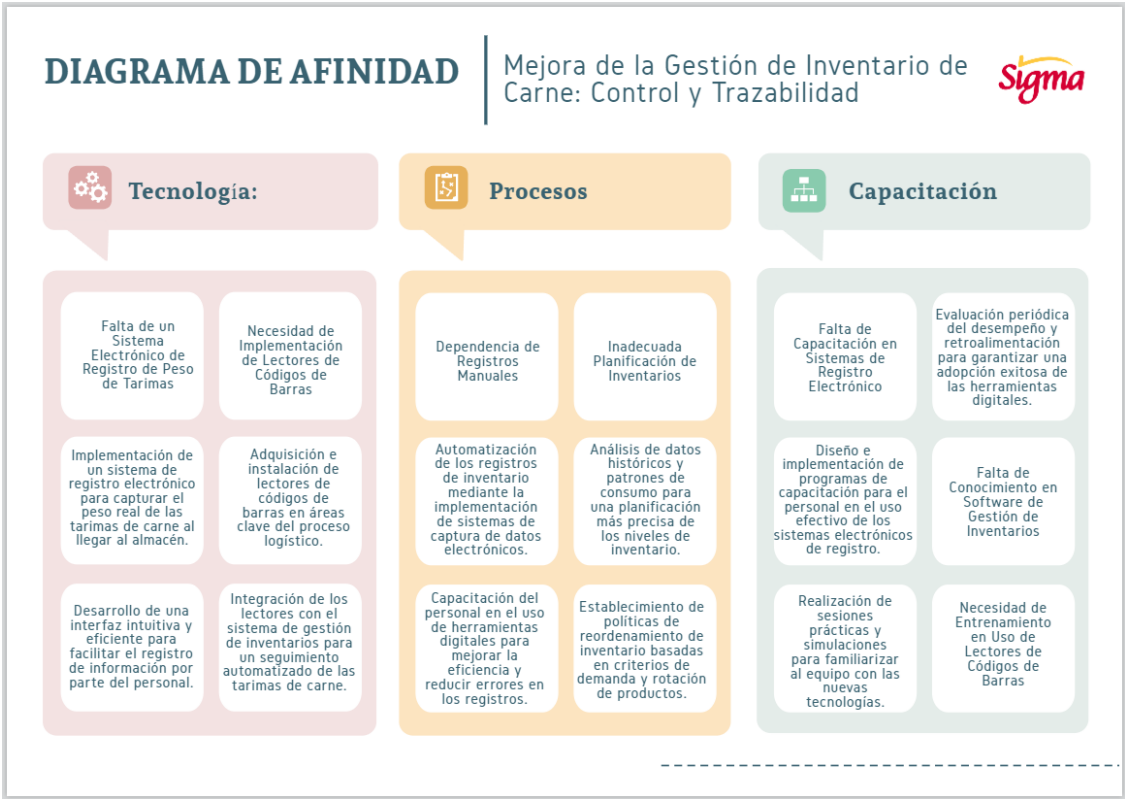 DIAGRAMA DE AFINIDAD
Mejora de la Gestión de Inventario de
Carne: Control y Trazabilidad
Sigma
Tecnología:
Falta de un
Sistema
Electrónico de
Registro de Peso
de Tarimas
Necesidad de
Implementación
de Lectores de
Códigos de
Barras
Implementación de
un sistema de
registro electrónico
para capturar el
peso real de las
tarimas de carne al
llegar al almacén.
Adquisición e
instalación de
lectores de
códigos de
barras en áreas
clave del proceso
logístico.
Desarrollo de una
interfaz intuitiva y
eficiente para
facilitar el registro
de información por
parte del personal.
Integración de los
lectores con el
sistema de gestión
de inventarios para
un seguimiento
automatizado de las
tarimas de carne.
Procesos
Dependencia de
Registros
Manuales
Inadecuada
Planificación de
Inventarios
Automatización
de los registros
de inventario
mediante la
implementación
de sistemas de
captura de datos
electrónicos.
Análisis de datos
históricos y
patrones de
consumo para
una planificación
más precisa de
los niveles de
inventario.
Capacitación del
personal en el uso
de herramientas
digitales para
mejorar la
eficiencia y
reducir errores en
los registros.
Establecimiento de
políticas de
reordenamiento de
inventario basadas
en criterios de
demanda y rotación
de productos.
Capacitación
Falta de
Capacitación en
Sistemas de
Registro
Electrónico
Evaluación periódica
del desempeño y
retroalimentación
para garantizar una
adopción exitosa de
las herramientas
digitales.
Diseño e
implementación de
programas de
capacitación para el
personal en el uso
efectivo de los
sistemas electrónicos
de registro.
Falta de
Conocimiento en
Software de
Gestión de
Inventarios
Realización de
sesiones
prácticas y
simulaciones
para familiarizar
al equipo con las
nuevas
tecnologías.
Necesidad de
Entrenamiento
en Uso de
Lectores de
Códigos de
Barras